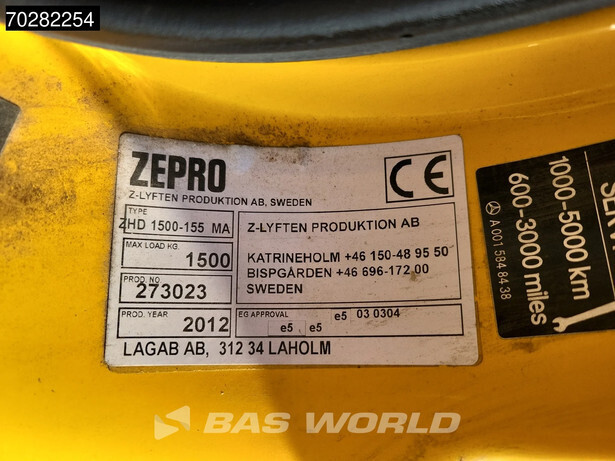 70282254
ZEPRO
Z-LYFTEN PRODUKTION AB, SWEDEN
CE
TYPE
ZHD 1500-155 MA
MAX LOAD KG.
1500
PROD NO
273023
PROD. YEAR
2012
Z-LYFTEN PRODUKTION AB
KATRINEHOLM +46 150-48 95 50
BISPGÅRDEN +46 696-172 00
SWEDEN
EG APPROVAL
e5 03 0304
e5 e5
LAGAB AB, 312 34 LAHOLM
1000-5000 km
600-3000 miles
A 001 584 84 38
BAS WORLD